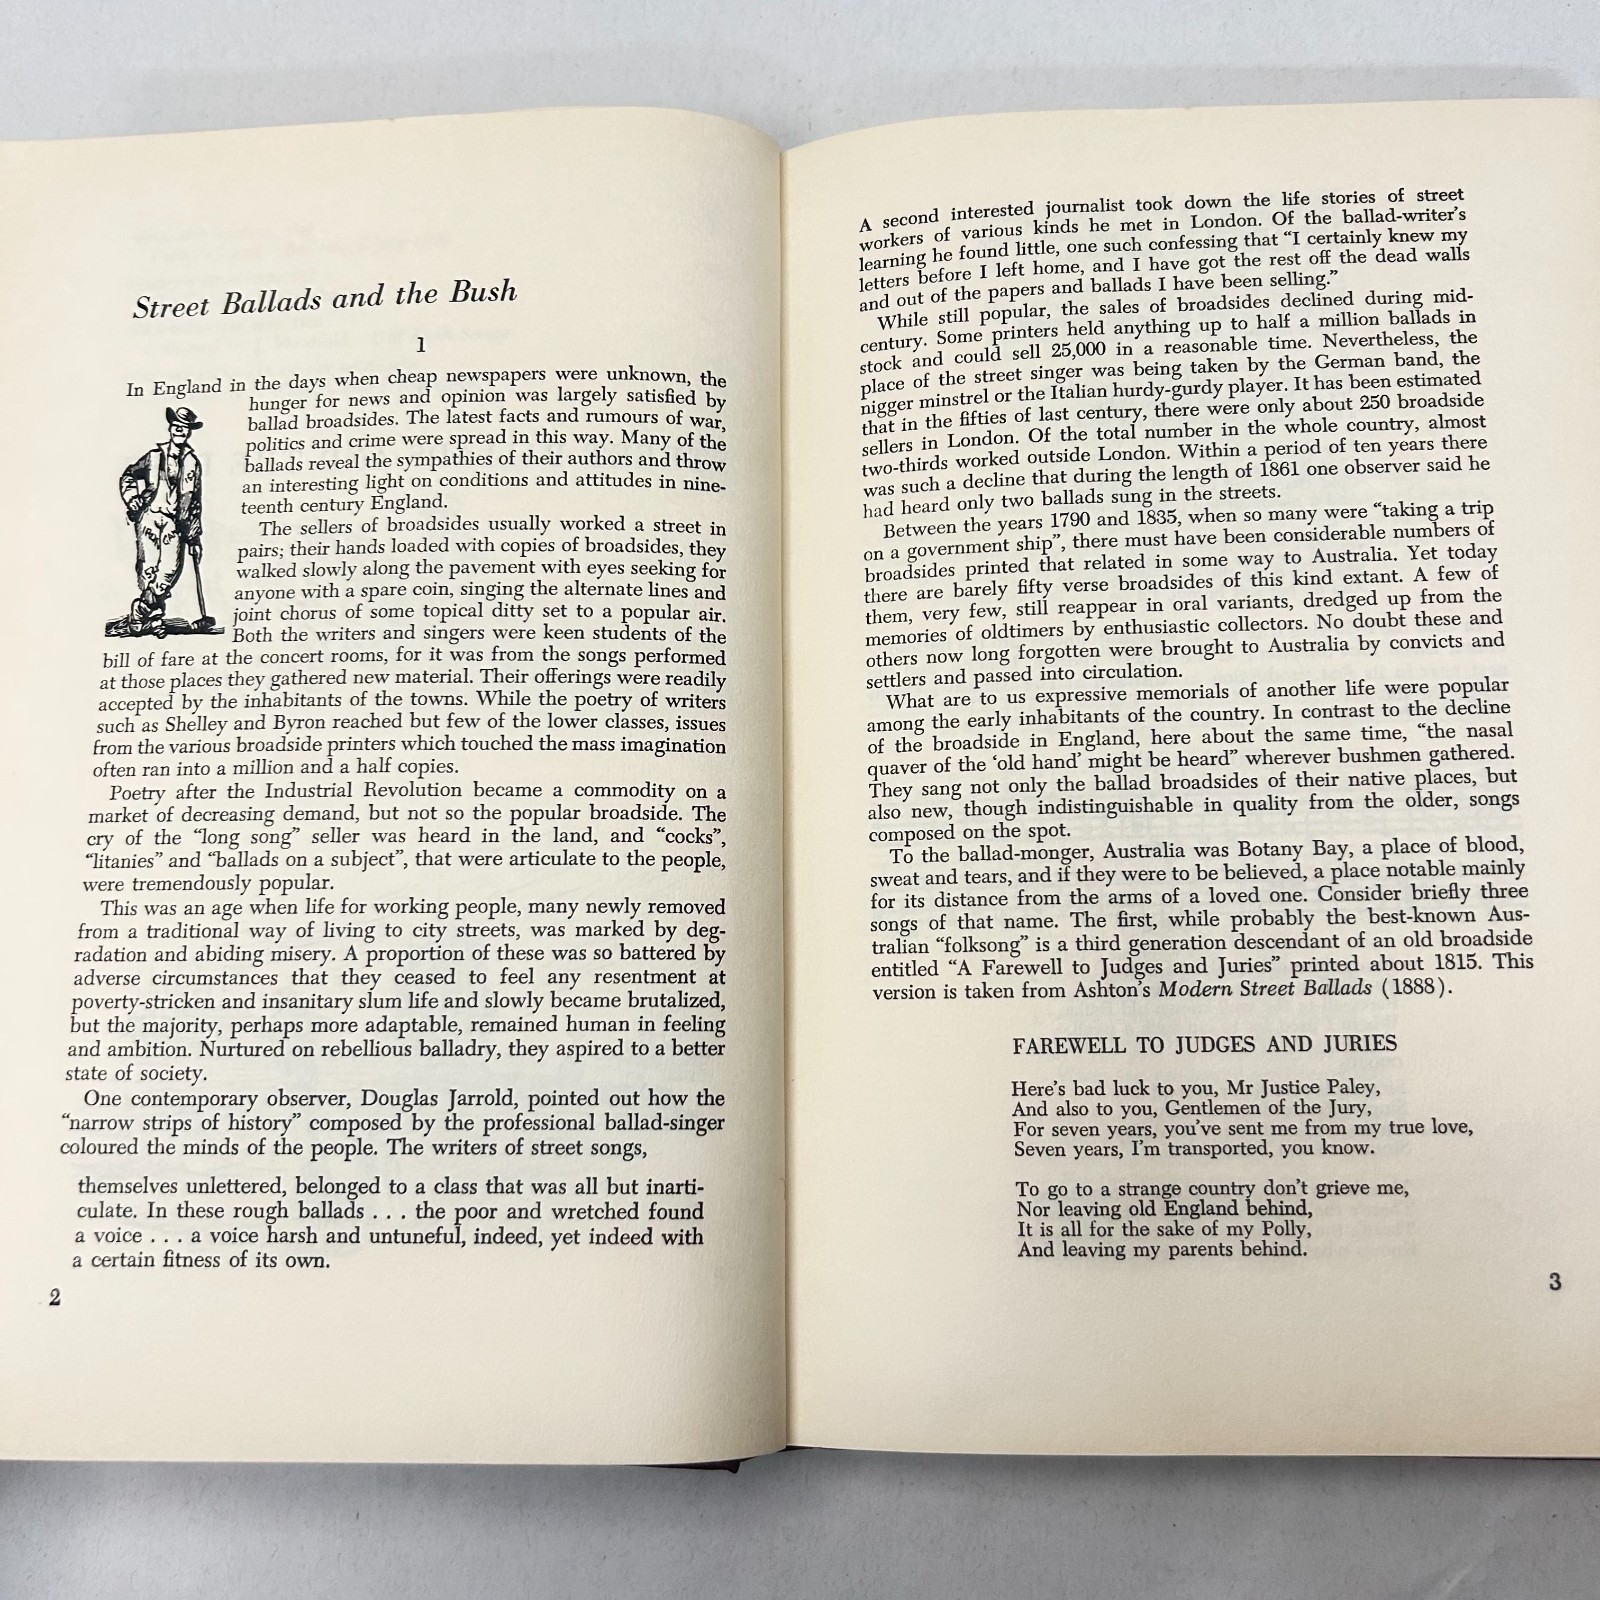 Street Ballads and the Bush
1
In England in the days when cheap newspapers were unknown, the
hunger for news and opinion was largely satisfied by
ballad broadsides. The latest facts and rumours of war,
politics and crime were spread in this way. Many of the
ballads reveal the sympathies of their authors and throw
an interesting light on conditions and attitudes in nine-
teenth century England.
The sellers of broadsides usually worked a street in
pairs; their hands loaded with copies of broadsides, they
walked slowly along the pavement with eyes seeking for
anyone with a spare coin, singing the alternate lines and
joint chorus of some topical ditty set to a popular air.
Both the writers and singers were keen students of the
bill of fare at the concert rooms, for it was from the songs performed
at those places they gathered new material. Their offerings were readily
accepted by the inhabitants of the towns. While the poetry of writers
such as Shelley and Byron reached but few of the lower classes, issues
from the various broadside printers which touched the mass imagination
often ran into a million and a half copies.
Poetry after the Industrial Revolution became a commodity on a
market of decreasing demand, but not so the popular broadside. The
cry of the "long song" seller was heard in the land, and "cocks",
"litanies" and "ballads on a subject", that were articulate to the people,
were tremendously popular.
This was an age when life for working people, many newly removed
from a traditional way of living to city streets, was marked by deg-
radation and abiding misery. A proportion of these was so battered by
adverse circumstances that they ceased to feel any resentment at
poverty-stricken and insanitary slum life and slowly became brutalized,
but the majority, perhaps more adaptable, remained human in feeling
and ambition. Nurtured on rebellious balladry, they aspired to a better
state of society.
One contemporary observer, Douglas Jarrold, pointed out how the
"narrow strips of history" composed by the professional ballad-singer
coloured the minds of the people. The writers of street songs,
themselves unlettered, belonged to a class that was all but inarti-
culate. In these rough ballads . . . the poor and wretched found
a voice . . . a voice harsh and untuneful, indeed, yet indeed with
a certain fitness of its own.
2
A second interested journalist took down the life stories of street
workers of various kinds he met in London. Of the ballad-writer's
learning he found little, one such confessing that "I certainly knew my
letters before I left home, and I have got the rest off the dead walls
and out of the papers and ballads I have been selling."
While still popular, the sales of broadsides declined during mid-
century. Some printers held anything up to half a million ballads in
stock and could sell 25,000 in a reasonable time. Nevertheless, the
place of the street singer was being taken by the German band, the
nigger minstrel or the Italian hurdy-gurdy player. It has been estimated
that in the fifties of last century, there were only about 250 broadside
sellers in London. Of the total number in the whole country, almost
two-thirds worked outside London. Within a period of ten years there
was such a decline that during the length of 1861 one observer said he
had heard only two ballads sung in the streets.
Between the years 1790 and 1835, when so many were "taking a trip
on a government ship", there must have been considerable numbers of
broadsides printed that related in some way to Australia. Yet today
there are barely fifty verse broadsides of this kind extant. A few of
them, very few, still reappear in oral variants, dredged up from the
memories of oldtimers by enthusiastic collectors. No doubt these and
others now long forgotten were brought to Australia by convicts and
settlers and passed into circulation.
What are to us expressive memorials of another life were popular
among the early inhabitants of the country. In contrast to the decline
of the broadside in England, here about the same time, "the nasal
quaver of the 'old hand' might be heard" wherever bushmen gathered.
They sang not only the ballad broadsides of their native places, but
also new, though indistinguishable in quality from the older, songs
composed on the spot.
To the ballad-monger, Australia was Botany Bay, a place of blood,
sweat and tears, and if they were to be believed, a place notable mainly
for its distance from the arms of a loved one. Consider briefly three
songs of that name. The first, while probably the best-known Aus-
tralian "folksong" is a third generation descendant of an old broadside
entitled "A Farewell to Judges and Juries" printed about 1815. This
version is taken from Ashton's Modern Street Ballads (1888).
FAREWELL TO JUDGES AND JURIES
Here's bad luck to you, Mr Justice Paley,
And also to you, Gentlemen of the Jury,
For seven years, you've sent me from my true love,
Seven years, I'm transported, you know.
To go to a strange country don't grieve me,
Nor leaving old England behind,
It is all for the sake of my Polly,
And leaving my parents behind.
3